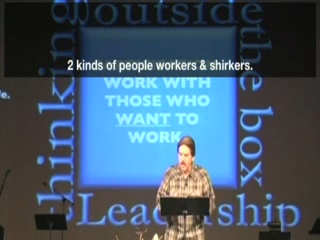 outside
2 kinds of people workers & shirkers.
thinking
the box
WORK WITH
THOSE WHO
WANT TO
WORK
Leadership